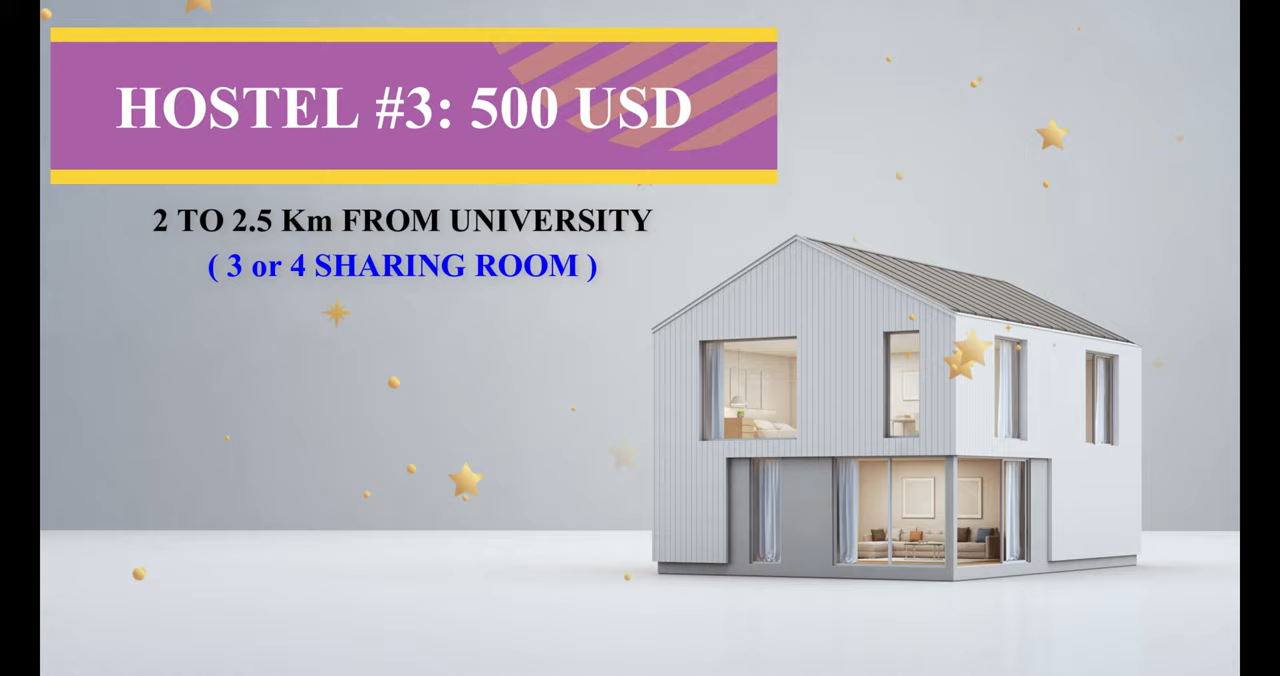 HOSTEL #3: 500 USD
2 TO 2.5 Km FROM UNIVERSITY
( 3 or 4 SHARING ROOM )